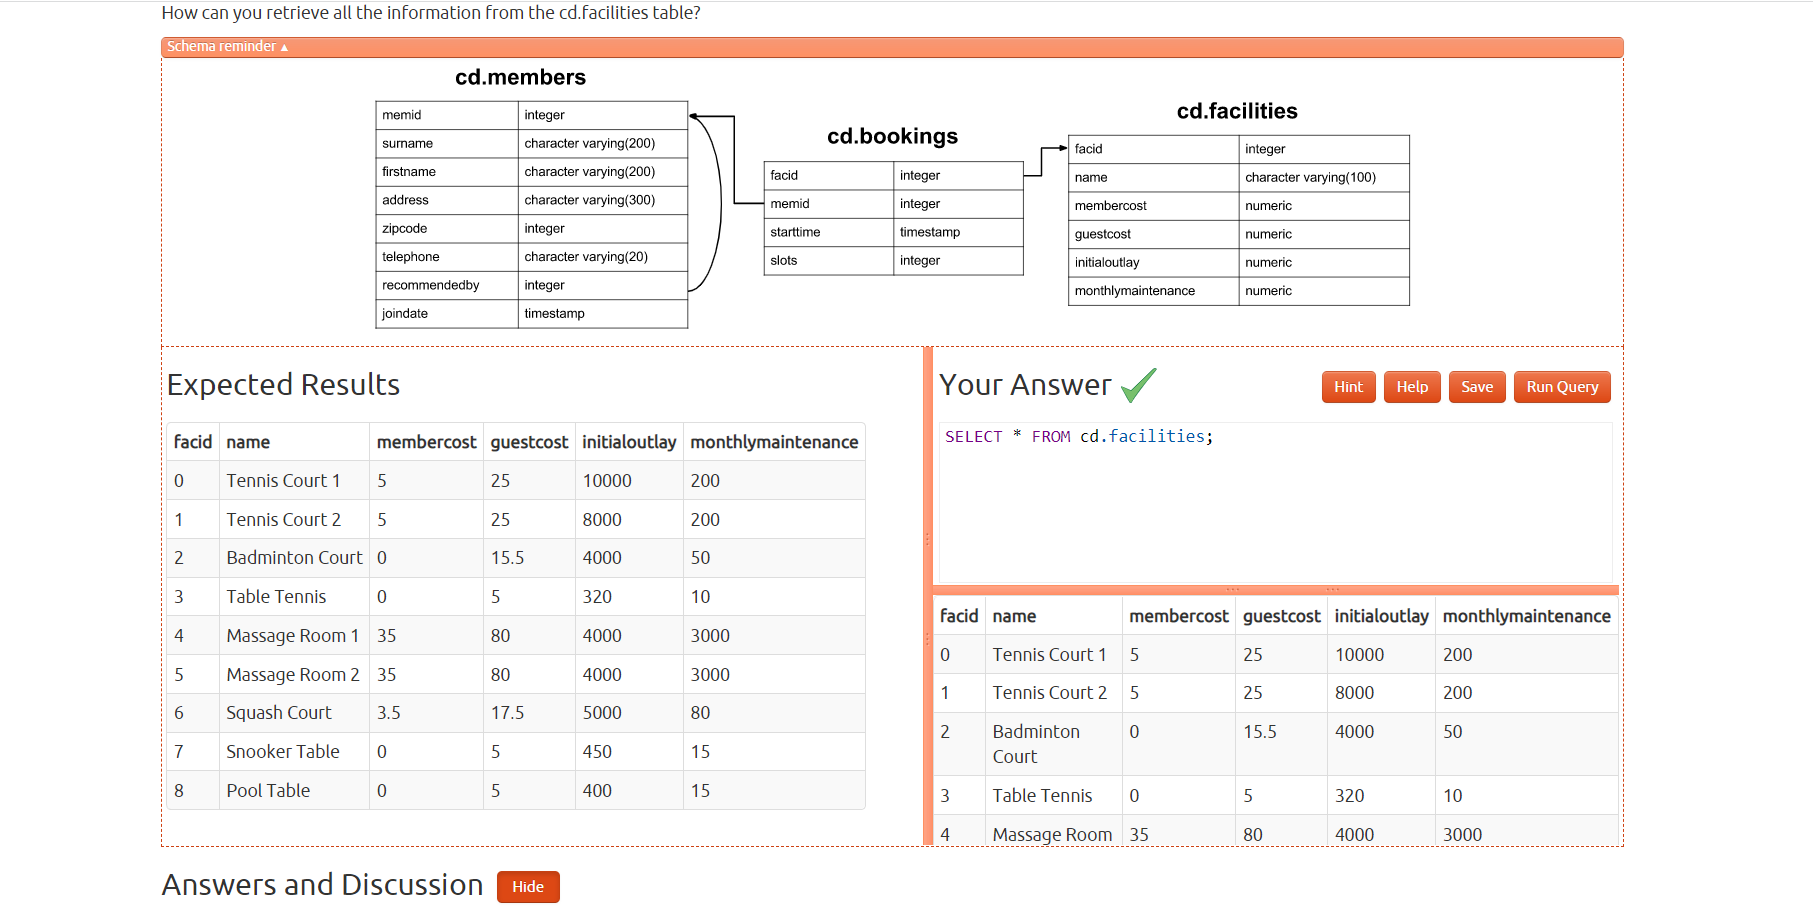 How can you retrieve all the information from the cd.facilities table?
Schema reminder ▲
cd.members
memid integer
surname character varying(200)
firstname character varying(200)
address character varying(300)
zipcode integer
telephone character varying(20)
recommendedby integer
joindate timestamp
cd.bookings
facid integer
memid integer
starttime timestamp
slots integer
cd.facilities
facid integer
name character varying(100)
membercost numeric
guestcost numeric
initialoutlay numeric
monthlymaintenance numeric
Expected Results
facid name membercost guestcost initialoutlay monthlymaintenance
0 Tennis Court 1 5 25 10000 200
1 Tennis Court 2 5 25 8000 200
2 Badminton Court 0 15.5 4000 50
3 Table Tennis 0 5 320 10
4 Massage Room 1 35 80 4000 3000
5 Massage Room 2 35 80 4000 3000
6 Squash Court 3.5 17.5 5000 80
7 Snooker Table 0 5 450 15
8 Pool Table 0 5 400 15
Your Answer
Hint Help Save Run Query
SELECT * FROM cd.facilities;
facid name membercost guestcost initialoutlay monthlymaintenance
0 Tennis Court 1 5 25 10000 200
1 Tennis Court 2 5 25 8000 200
2 Badminton 0 15.5 4000 50
Court
3 Table Tennis 0 5 320 10
4 Massage Room 35 80 4000 3000
Answers and Discussion Hide